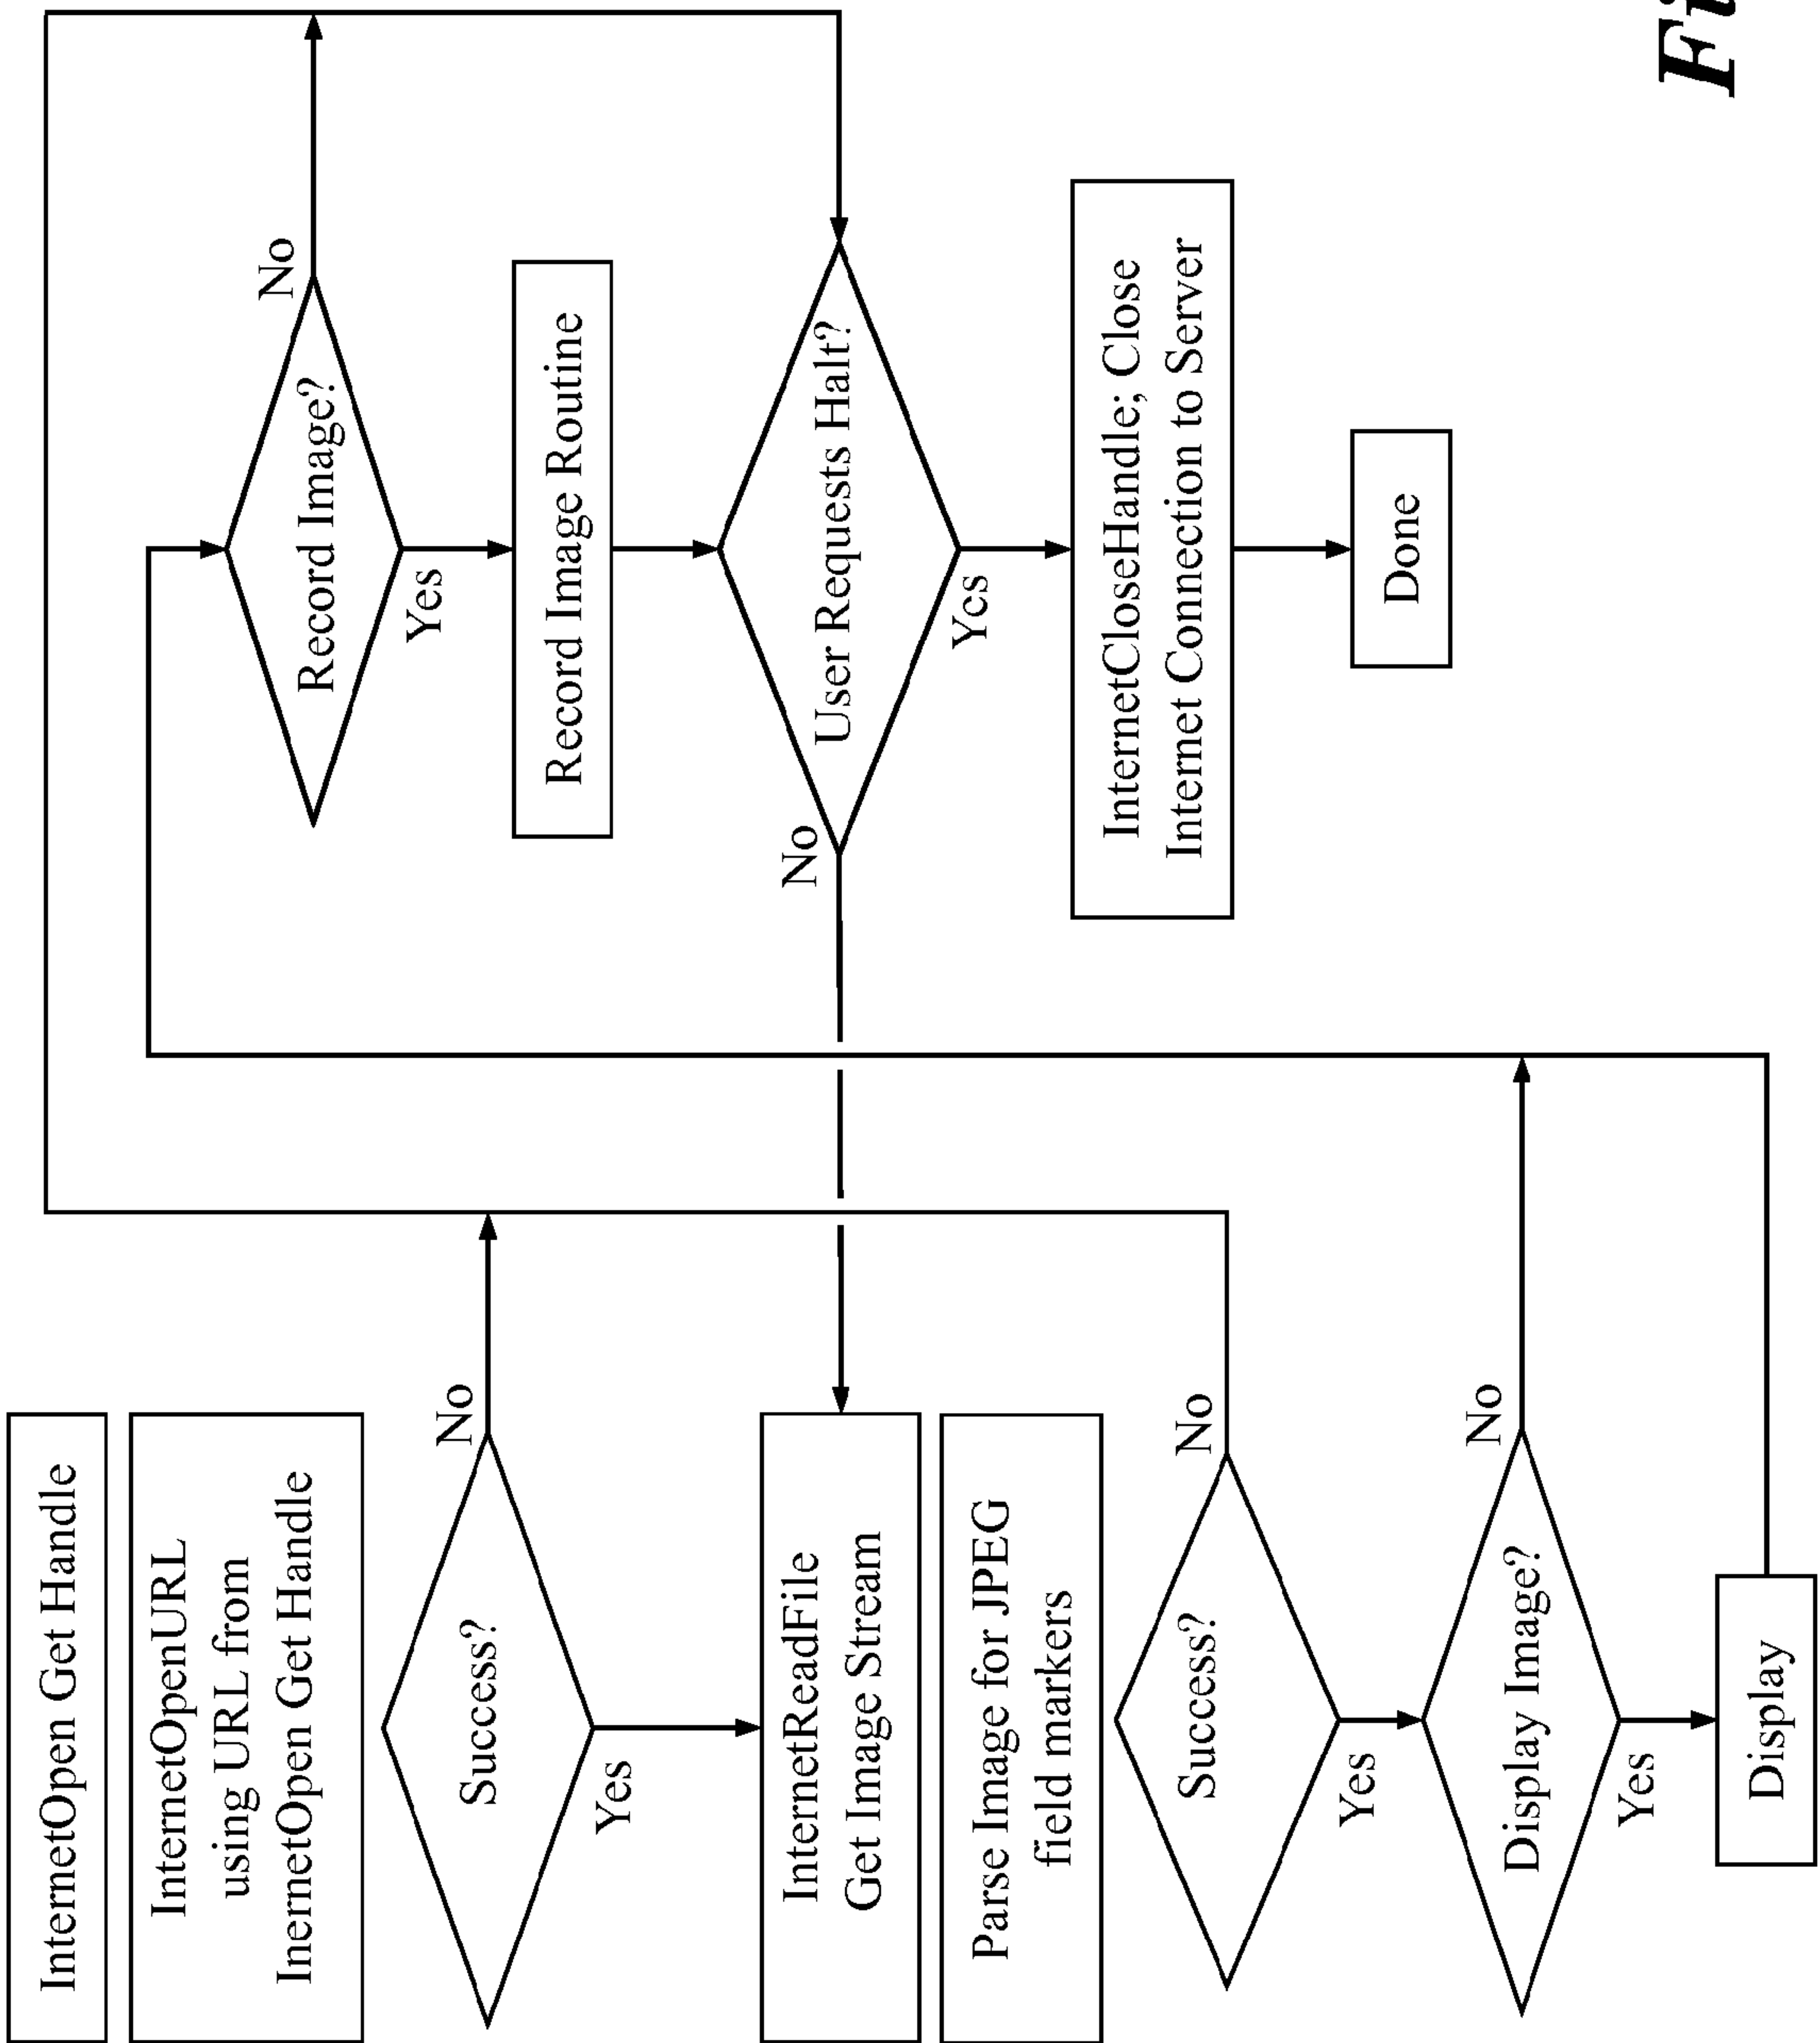 InternetOpen Get Handle
InternetOpenURL
using URL from
InernetOpen Get Handle
Success?
No
Yes
InternetReadFile
Get Image Stream
Parse Image for JPEG
field markers
Success?
No
Yes
Display Image?
No
Yes
Display
Record Image?
No
Yes
Record Image Routine
User Requests Halt?
No
Yes
InternetCloseHandle; Close
Internet Connection to Server
Done